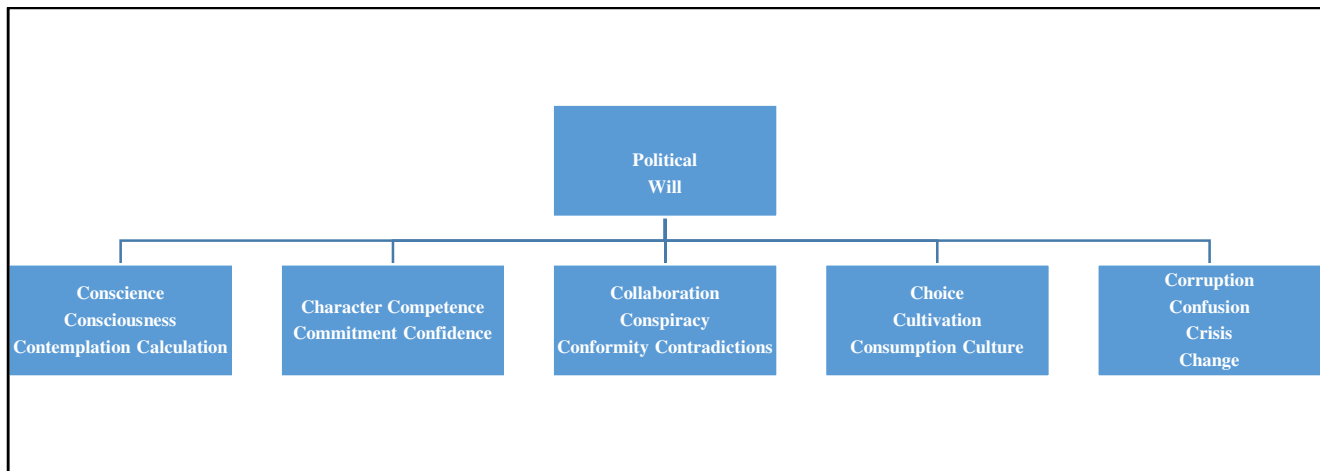 Political
Will
Conscience
Consciousness
Contemplation Calculation
Character Competence
Commitment Confidence
Collaboration
Conspiracy
Conformity Contradictions
Choice
Cultivation
Consumption Culture
Corruption
Confusion
Crisis
Change